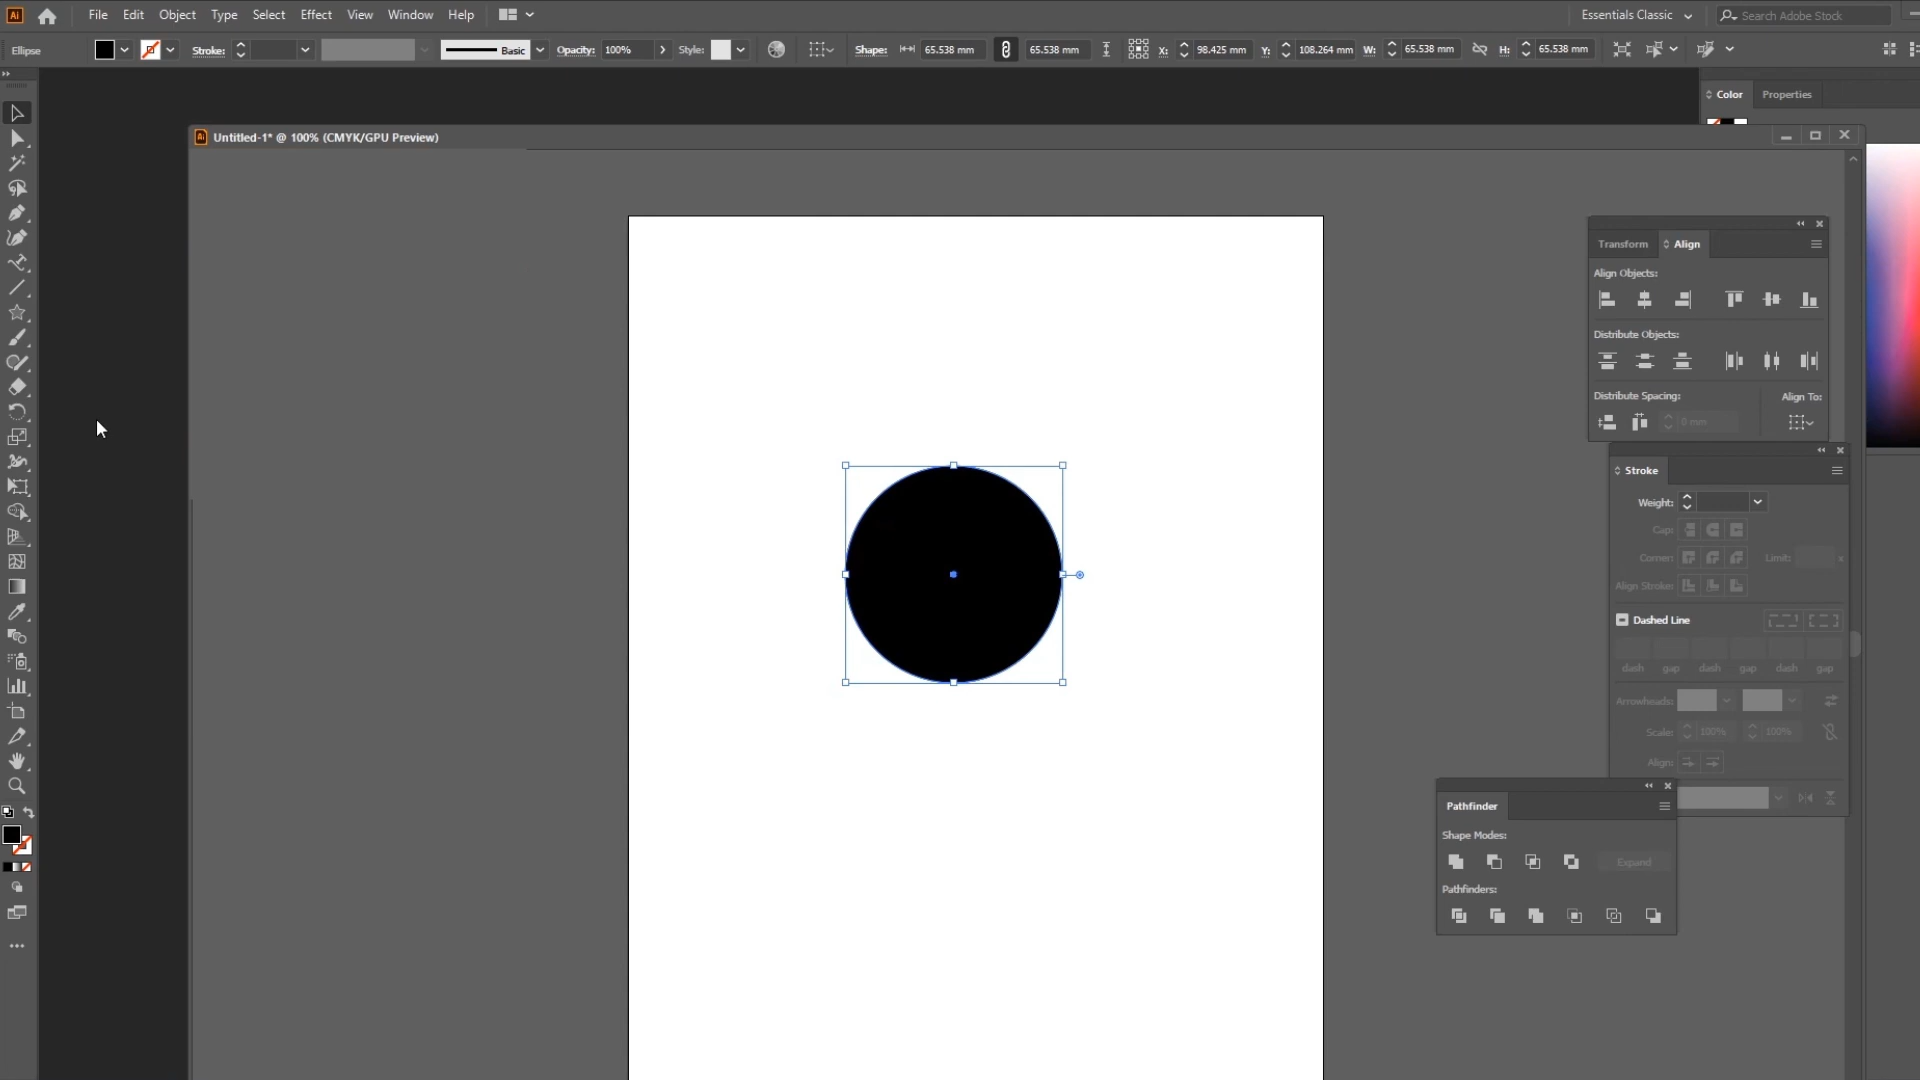 Ai File Edit Object Type Select Effect View Window Help Essentials Classic Search Adobe Stock
Ellipse Stroke: Basic Opacity: 100% Style: Shape: 65.538 mm 65.538 mm X: 98.425 mm Y: 108.264 mm W: 65.538 mm H: 65.538 mm
Color Properties
Ai Untitled-1* @ 100% (CMYK/GPU Preview)
Transform Align
Align Objects:
Distribute Objects:
Distribute Spacing: Align To:
0 mm
Stroke
Weight:
Cap:
Corner: Limit: x
Align Stroke:
Dashed Line
dash gap dash gap dash gap
Arrowheads:
Scale: 100% 100%
Align:
Pathfinder
Shape Modes:
Expand
Pathfinders: